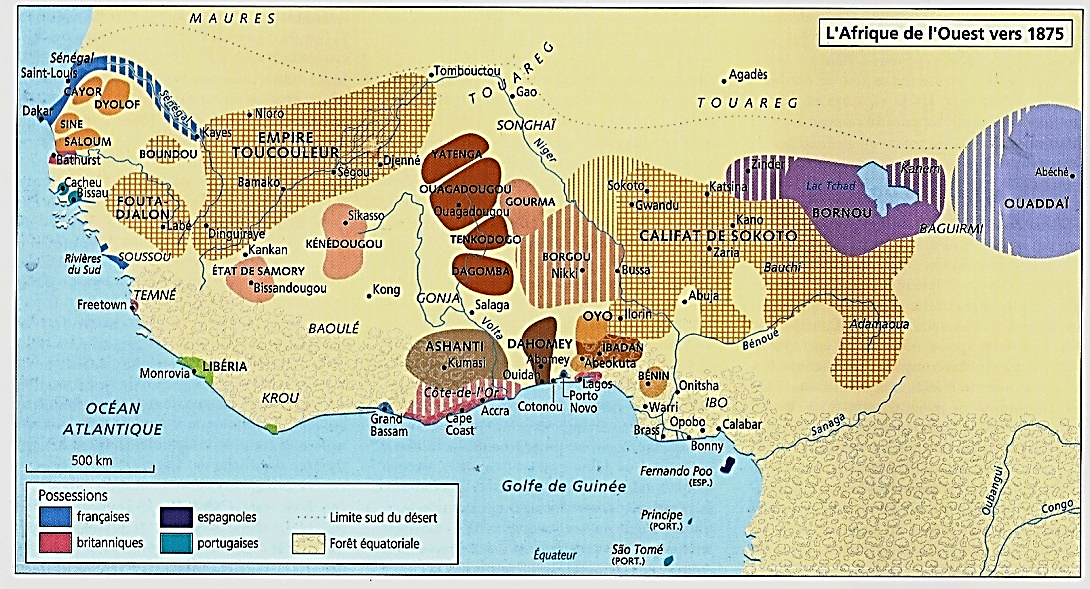 L'Afrique de l'Ouest vers 1875
MAURES
TOUAREG
Tombouctou
Gao
Agadès
TOUAREG
SONGHAÏ
Niger
Sénégal
Saint-Louis
CAYOR
DYOLOF
Sénégal
Dakar
SINE
SALOUM
Bathurst
Kayes
BOUNDOU
Nioro
EMPIRE
TOUCOULEUR
Djenné
Ségou
Bamako
Cacheu
Bissau
FOUTA-
DJALON
Labé
Dinguiraye
Kankan
Rivières
du Sud
SOUSSOU
ÉTAT DE SAMORY
Bissandougou
Sikasso
KÉNÉDOUGOU
YATENGA
OUAGADOUGOU
Ouagadougou
GOURMA
TENKODOGO
DAGOMBA
BORGOU
Nikki
Bussa
Sokoto
Gwandu
Katsina
Kano
CALIFAT DE SOKOTO
Zaria
Bauchi
Zinder
Lac Tchad
Kanem
BORNOU
BAGUIRMI
Abéché
OUADDAÏ
Freetown
TEMNÉ
Kong
GONJA
Salaga
Volta
BAOULÉ
ASHANTI
Kumasi
DAHOMEY
Abomey
Ouidah
OYO
Ilorin
IBADAN
Abeokuta
Abuja
Bénoué
Adamaoua
Monrovia
LIBÉRIA
KROU
Côte-de-l'Or
Grand
Bassam
Cape
Coast
Accra
Cotonou
Porto
Novo
Lagos
BÉNIN
Onitsha
IBO
Warri
Brass
Opobo
Bonny
Calabar
Sanaga
OCÉAN
ATLANTIQUE
500 km
Golfe de Guinée
Fernando Poo
(ESP.)
Principe
(PORT.)
São Tomé
(PORT.)
Équateur
Oubangui
Congo
Possessions
françaises
britanniques
espagnoles
portugaises
Limite sud du désert
Forêt équatoriale